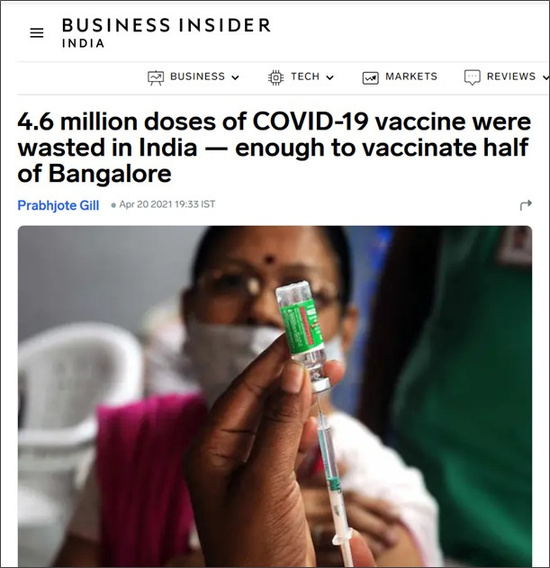 BUSINESS INSIDER
INDIA
BUSINESS TECH MARKETS REVIEWS
4.6 million doses of COVID-19 vaccine were
wasted in India — enough to vaccinate half
of Bangalore
Prabhjote Gill Apr 20 2021 19:33 IST